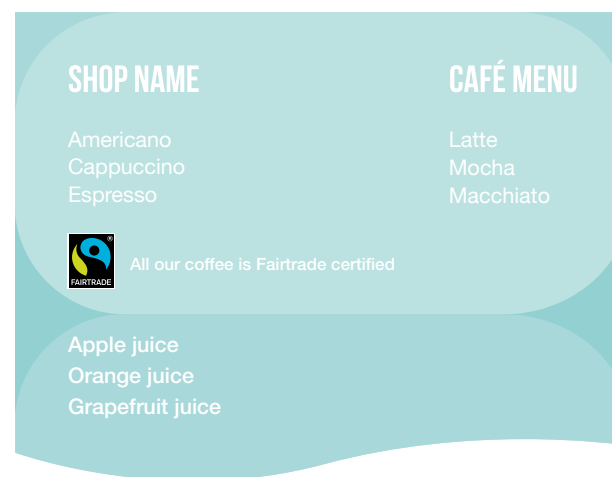 SHOP NAME
CAFÉ MENU
Americano
Cappuccino
Espresso
Latte
Mocha
Macchiato
®
FAIRTRADE
All our coffee is Fairtrade certified
Apple juice
Orange juice
Grapefruit juice